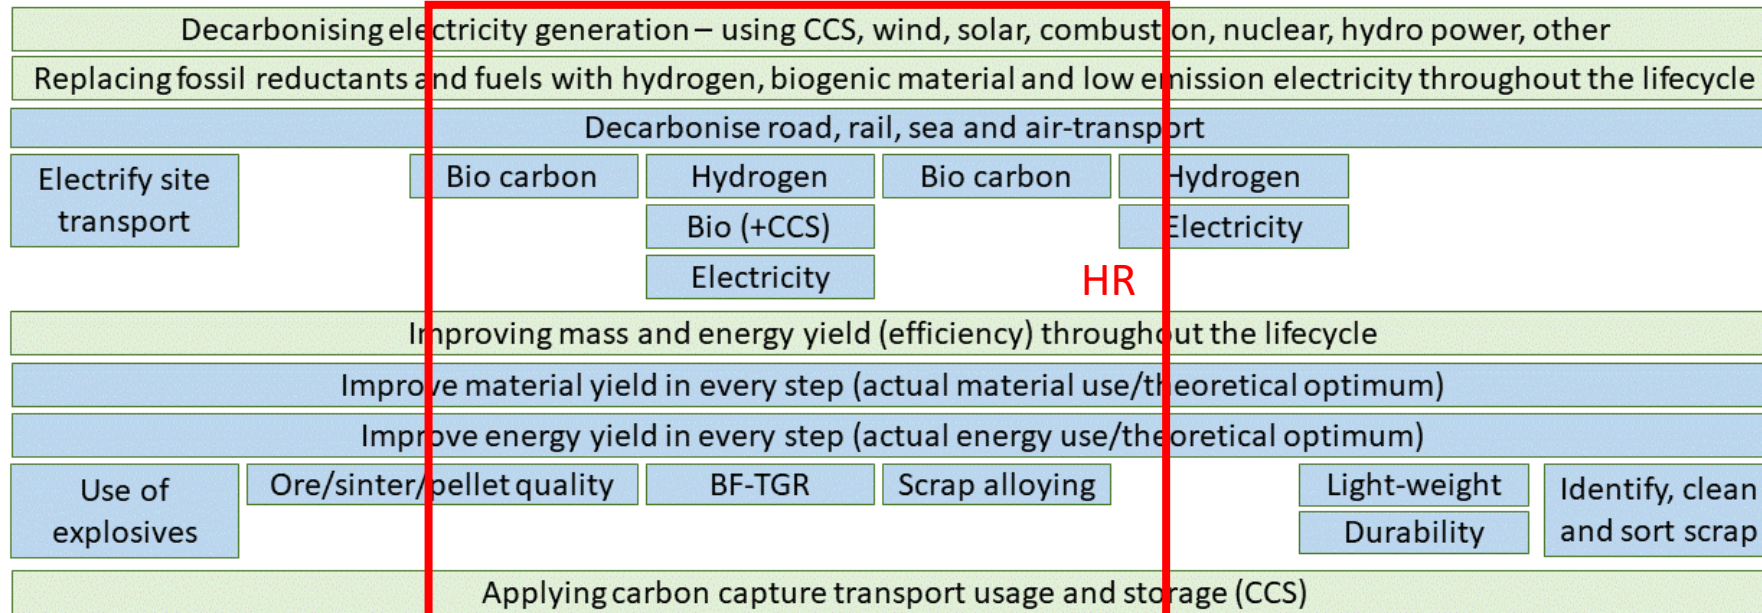 Decarbonising electricity generation – using CCS, wind, solar, combustion, nuclear, hydro power, other
Replacing fossil reductants and fuels with hydrogen, biogenic material and low emission electricity throughout the lifecycle
Decarbonise road, rail, sea and air-transport
Electrify site
transport
Bio carbon
Hydrogen
Bio carbon
Hydrogen
Bio (+CCS)
Electricity
Electricity
HR
Improving mass and energy yield (efficiency) throughout the lifecycle
Improve material yield in every step (actual material use/theoretical optimum)
Improve energy yield in every step (actual energy use/theoretical optimum)
Use of
explosives
Ore/sinter/pellet quality
BF-TGR
Scrap alloying
Light-weight
Durability
Identify, clean
and sort scrap
Applying carbon capture transport usage and storage (CCS)